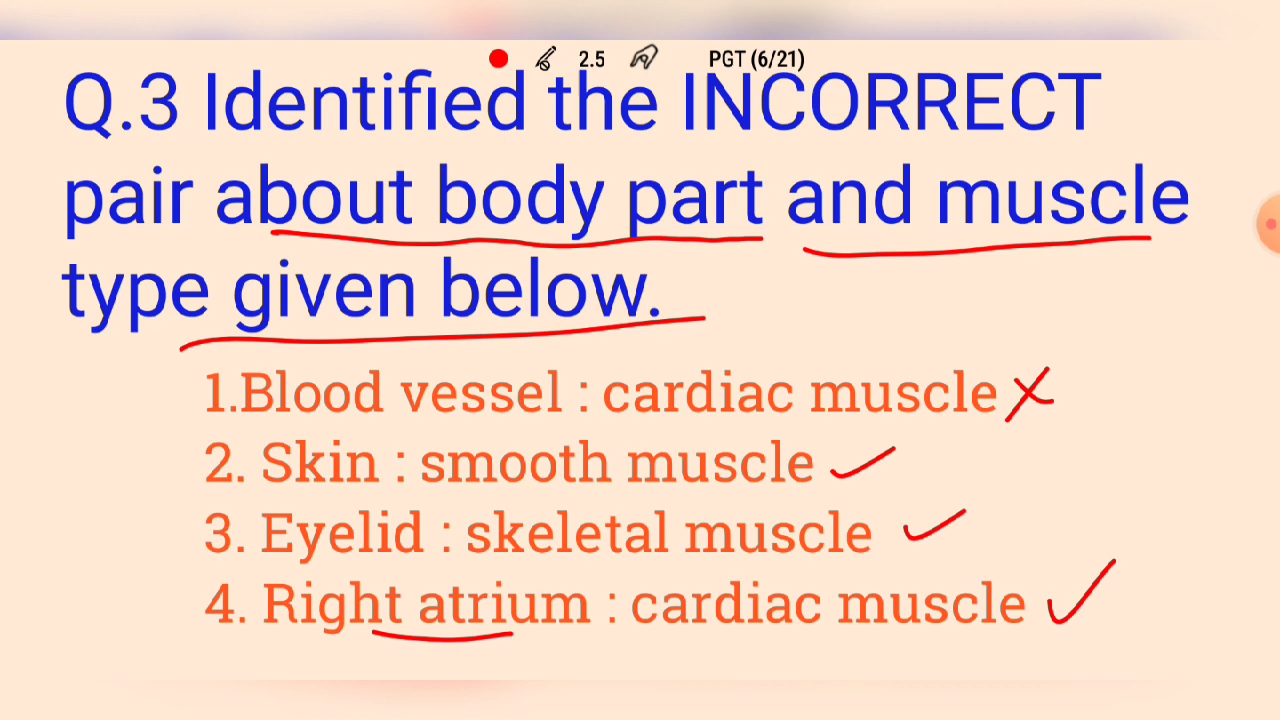 2.5 PGT (6/21)
Q.3 Identified the INCORRECT
pair about body part and muscle
type given below.
1.Blood vessel : cardiac muscle
2. Skin : smooth muscle
3. Eyelid : skeletal muscle
4. Right atrium : cardiac muscle